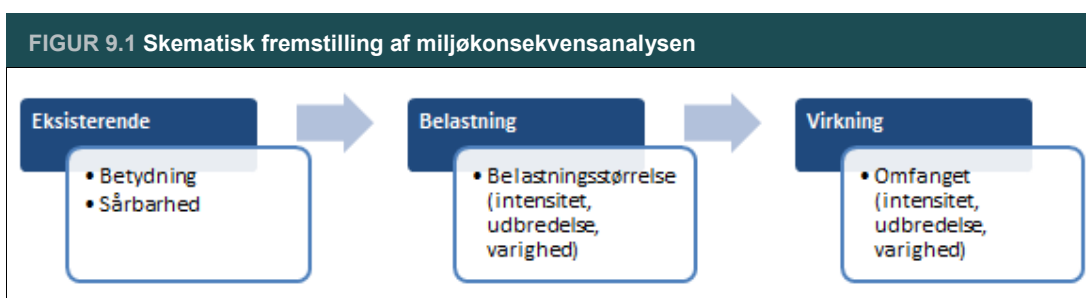 FIGUR 9.1 Skematisk fremstilling af miljøkonsekvensanalysen
Eksisterende
• Betydning
• Sårbarhed
Belastning
• Belastningsstørrelse
(intensitet,
udbredelse,
varighed)
Virkning
• Omfanget
(intensitet,
udbredelse,
varighed)